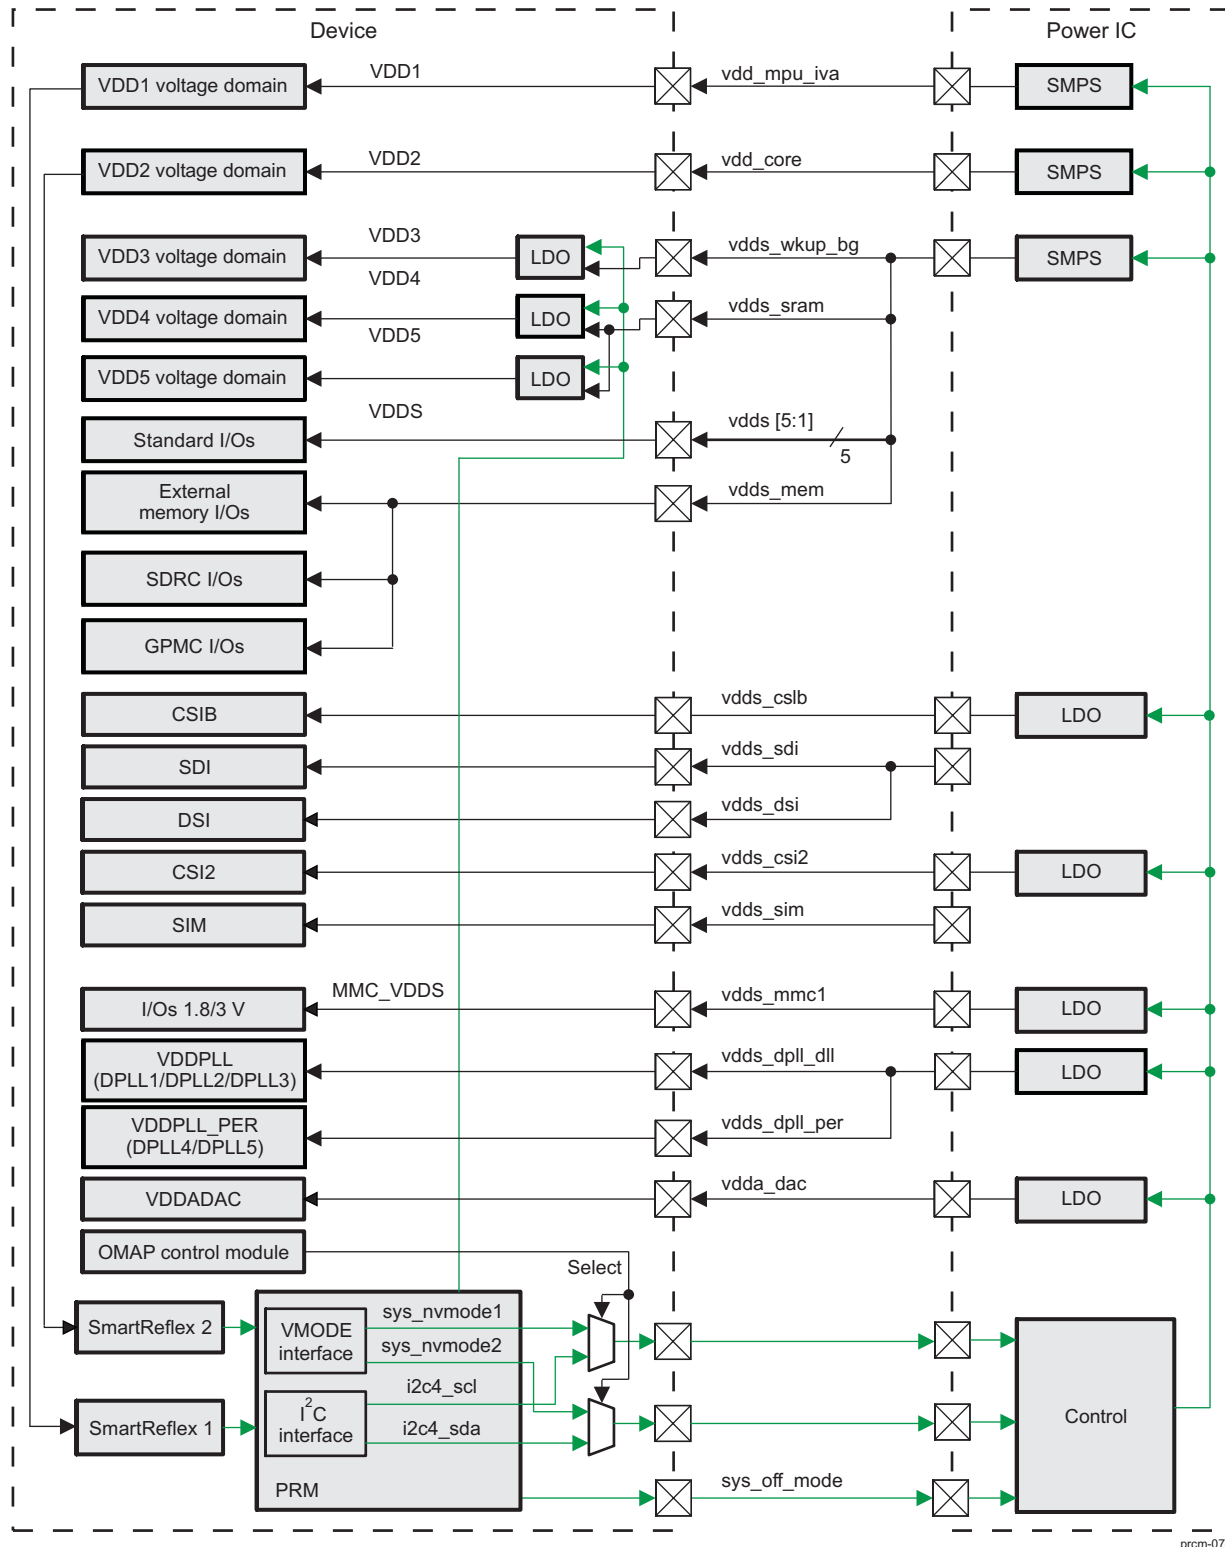 Device
Power IC
VDD1 voltage domain
VDD1
vdd_mpu_iva
SMPS
VDD2 voltage domain
VDD2
vdd_core
SMPS
VDD3 voltage domain
VDD3
LDO
vdds_wkup_bg
SMPS
VDD4
VDD4 voltage domain
LDO
vdds_sram
VDD5
VDD5 voltage domain
LDO
VDDS
Standard I/Os
vdds [5:1]
5
External
memory I/Os
vdds_mem
SDRC I/Os
GPMC I/Os
CSIB
vdds_cslb
LDO
SDI
vdds_sdi
DSI
vdds_dsi
CSI2
vdds_csi2
LDO
SIM
vdds_sim
I/Os 1.8/3 V
MMC_VDDS
vdds_mmc1
LDO
VDDPLL
(DPLL1/DPLL2/DPLL3)
vdds_dpll_dll
LDO
VDDPLL_PER
(DPLL4/DPLL5)
vdds_dpll_per
VDDADAC
vdda_dac
LDO
OMAP control module
Select
SmartReflex 2
VMODE
interface
sys_nvmode1
sys_nvmode2
SmartReflex 1
I2C
interface
i2c4_scl
i2c4_sda
Control
PRM
sys_off_mode
prcm-07